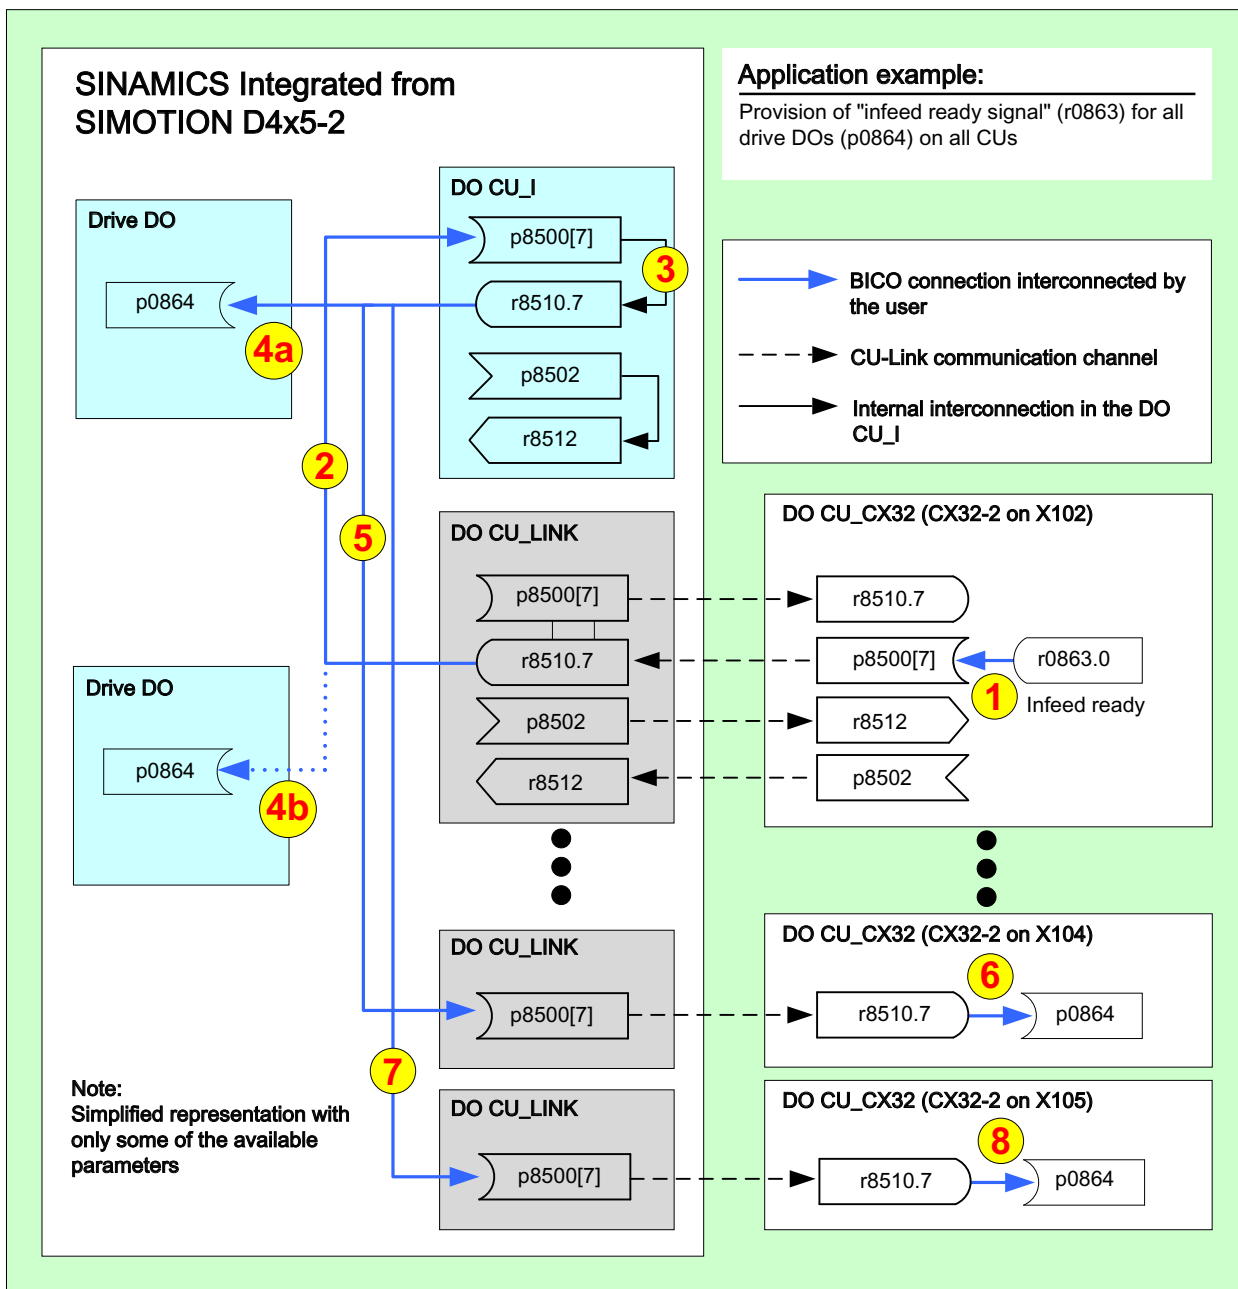 SINAMICS Integrated from
SIMOTION D4x5-2
Application example:
Provision of "infeed ready signal" (r0863) for all
drive DOs (p0864) on all CUs
DO CU_I
Drive DO
p8500[7]
3
p0864
r8510.7
4a
p8502
r8512
BICO connection interconnected by
the user
CU-Link communication channel
Internal interconnection in the DO
CU_I
2
5
DO CU_LINK
p8500[7]
r8510.7
p8502
r8512
DO CU_CX32 (CX32-2 on X102)
r8510.7
p8500[7]
r0863.0
1
Infeed ready
r8512
p8502
Drive DO
p0864
4b
DO CU_LINK
p8500[7]
DO CU_CX32 (CX32-2 on X104)
6
r8510.7
p0864
7
Note:
Simplified representation with
only some of the available
parameters
DO CU_LINK
p8500[7]
DO CU_CX32 (CX32-2 on X105)
8
r8510.7
p0864